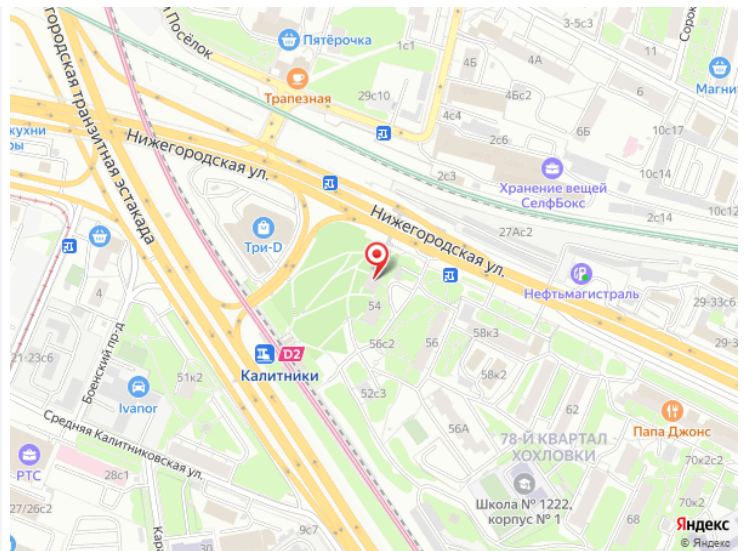 городская транзитная эстакада
й Посёлок
Пятёрочка
1с1
3-5с3
Трапезная
29с10
4Бс2
11
6
Магнит
4с4
кухни
ры
Нижегородская ул.
2с6
6Б
10с17
2с3
Хранение вещей
СелфБокс
10с14
Нижегородская ул.
27Ас2
2с14
10с12
Три-D
4
Нефтьмагистраль
29-33с6
54
56с2
56
58к3
29-3
21-23с6
Боенский пр-д
D2
Калитники
51к2
Ivanor
52с3
58к2
62
56А
Папа Джонс
78-Й КВАРТАЛ
ХОХЛОВКИ
70к2с2
Средняя Калитниковская ул.
РТС
28с1
Школа № 1222,
корпус № 1
70к2
68
27/26с2
30
9с7
Яндекс
© Яндекс